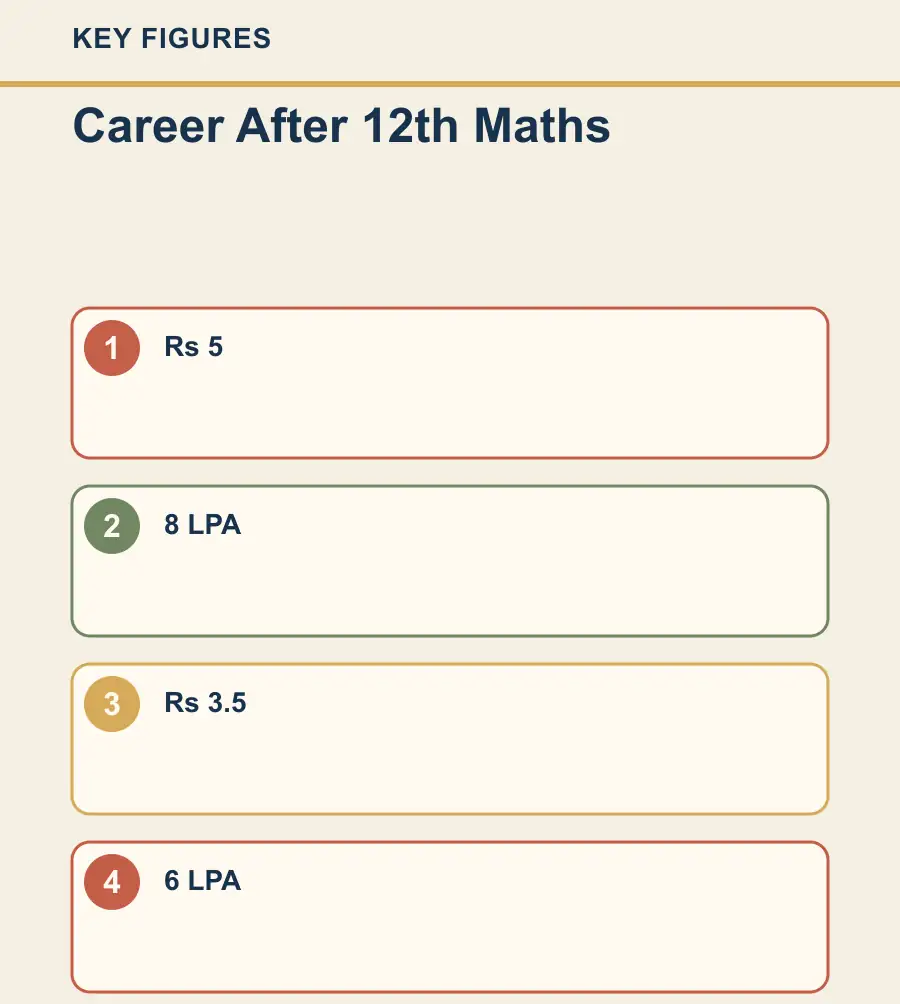 KEY FIGURES
Career After 12th Maths
1 Rs 5
2 8 LPA
3 Rs 3.5
4 6 LPA